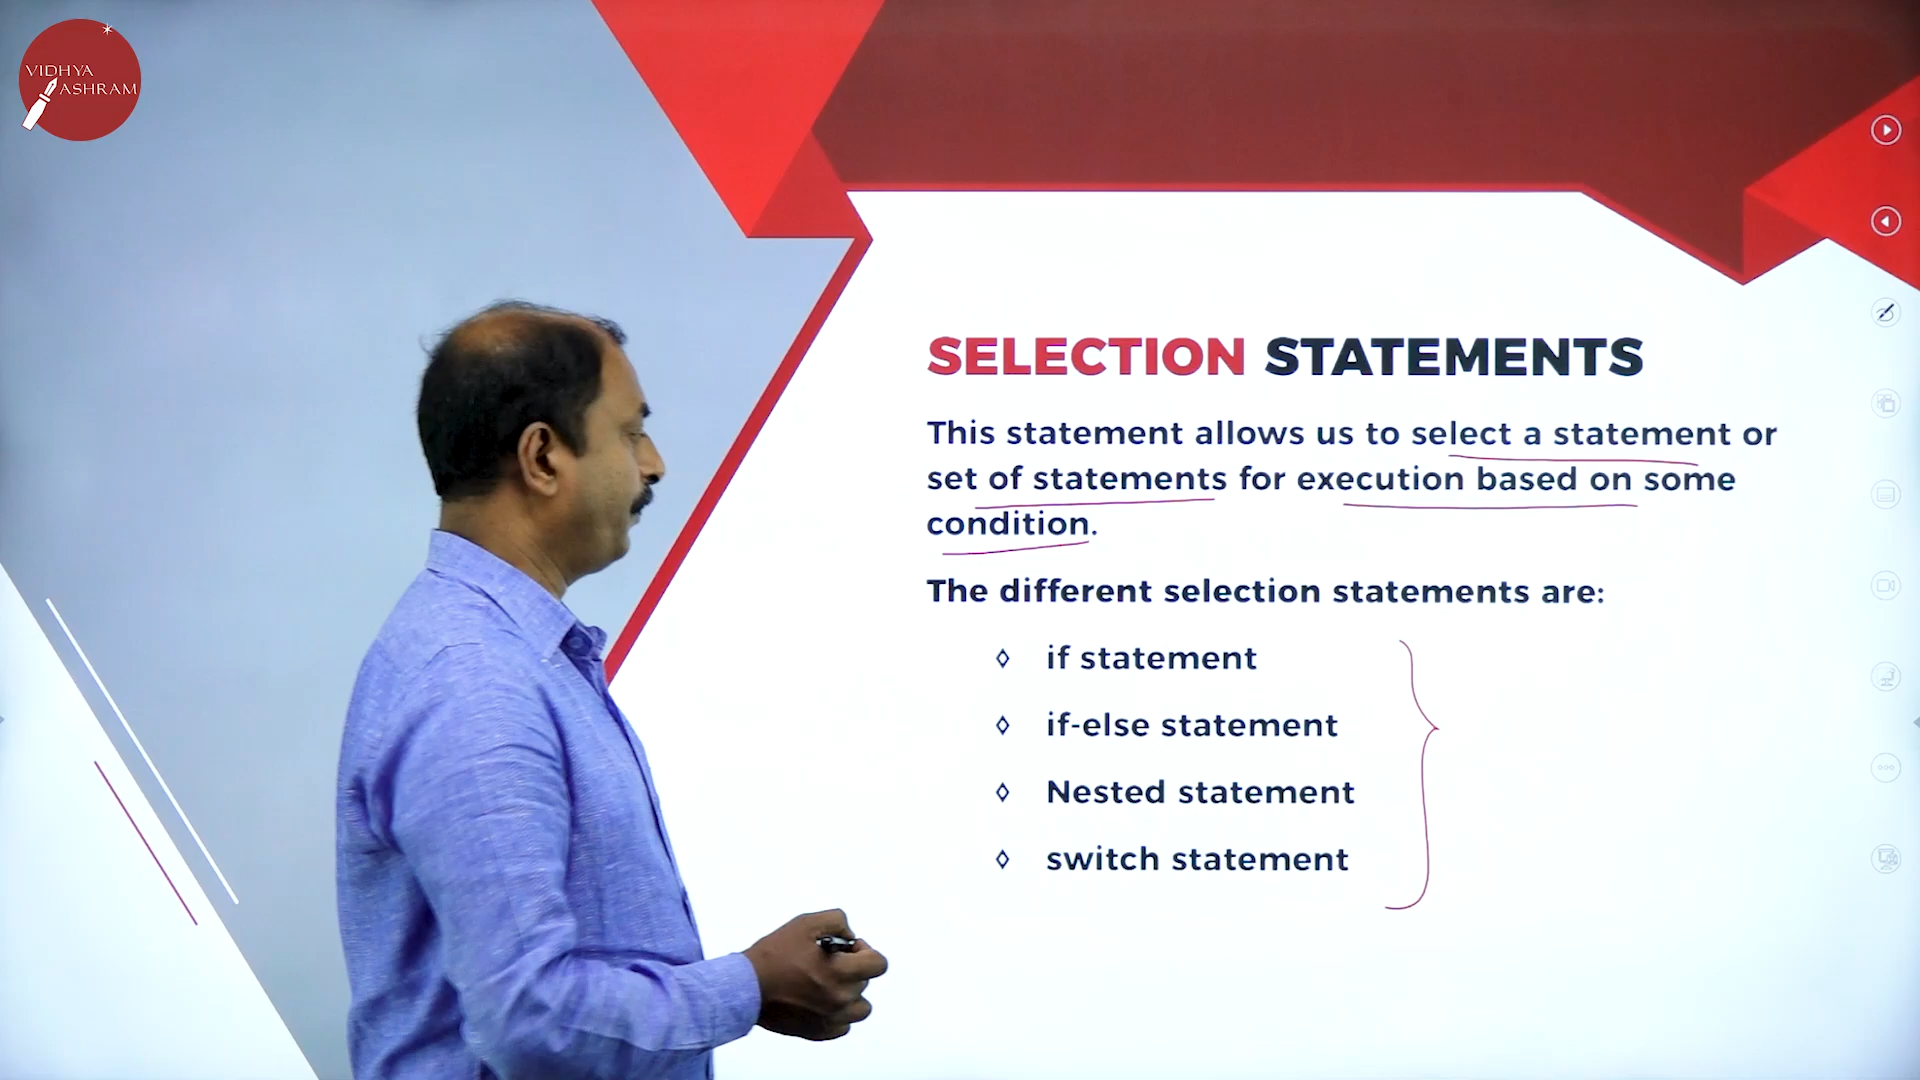 VIDHYA
ASHRAM
SELECTION STATEMENTS
This statement allows us to select a statement or
set of statements for execution based on some
condition.
The different selection statements are:
◊ if statement
◊ if-else statement
◊ Nested statement
◊ switch statement